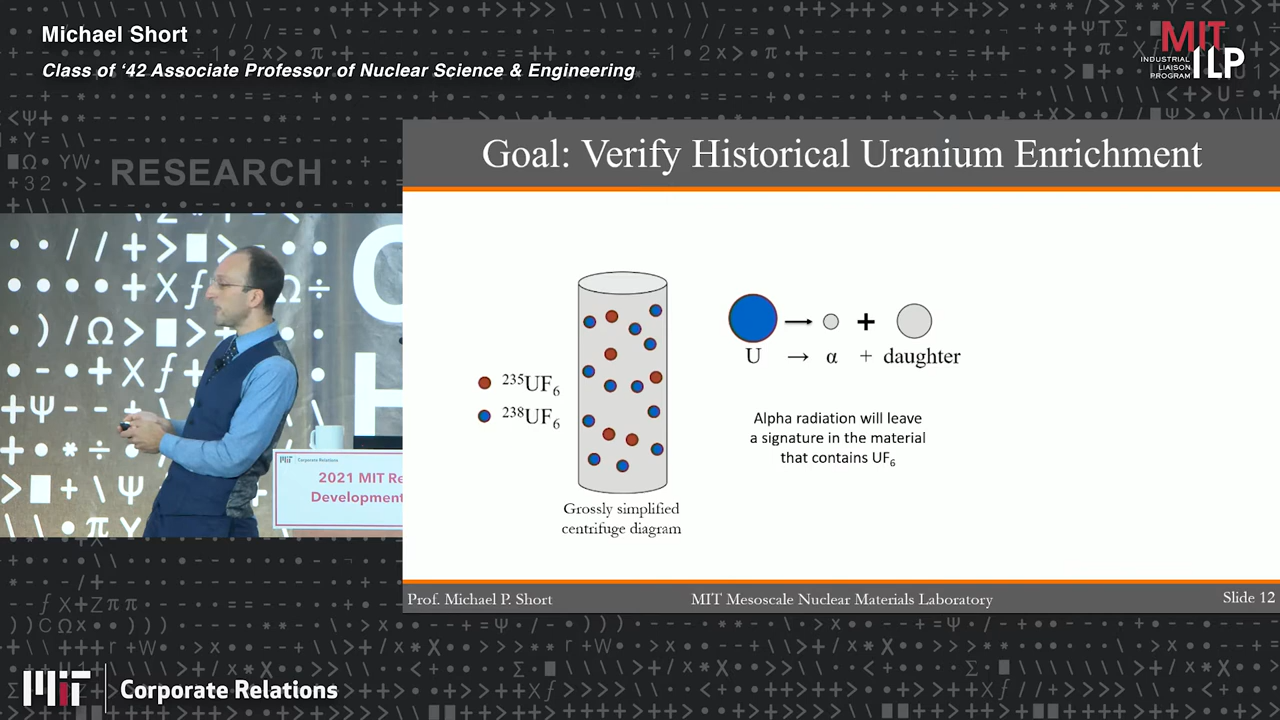 Michael Short
Class of ‘42 Associate Professor of Nuclear Science & Engineering
MIT
INDUSTRIAL
LIAISON
PROGRAM
ILP
RESEARCH
Goal: Verify Historical Uranium Enrichment
235UF6
238UF6
Grossly simplified
centrifuge diagram
+
U → α + daughter
Alpha radiation will leave
a signature in the material
that contains UF6
MIT Corporate Relations
2021 MIT Re
Development
Prof. Michael P. Short
MIT Mesoscale Nuclear Materials Laboratory
Slide 12
MIT
Corporate Relations